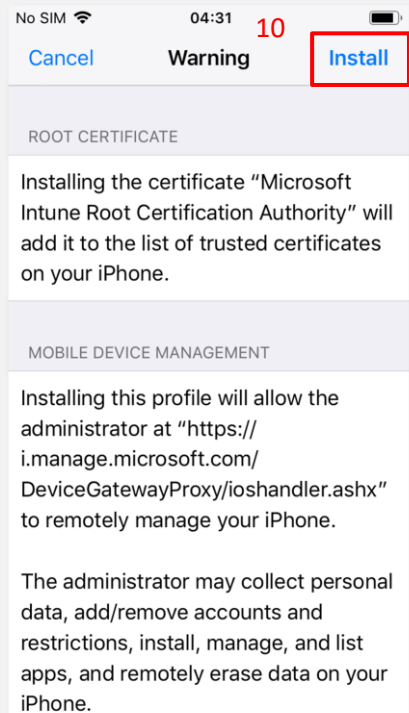 No SIM 04:31
10
Cancel Warning Install
ROOT CERTIFICATE
Installing the certificate “Microsoft
Intune Root Certification Authority” will
add it to the list of trusted certificates
on your iPhone.
MOBILE DEVICE MANAGEMENT
Installing this profile will allow the
administrator at “https://
i.manage.microsoft.com/
DeviceGatewayProxy/ioshandler.ashx”
to remotely manage your iPhone.
The administrator may collect personal
data, add/remove accounts and
restrictions, install, manage, and list
apps, and remotely erase data on your
iPhone.